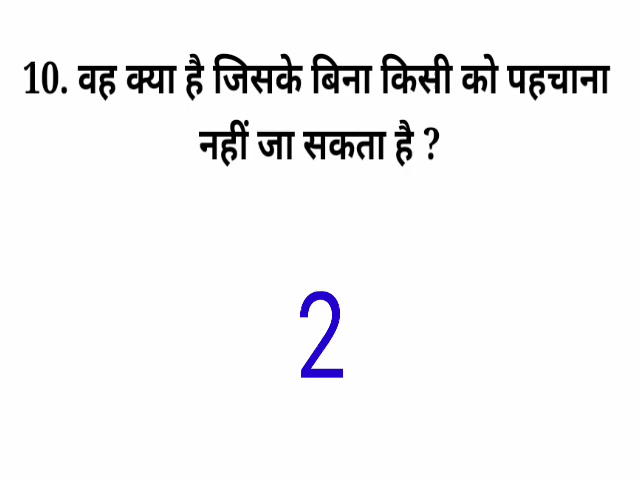 10. वह क्या है जिसके बिना किसी को पहचाना
नहीं जा सकता है ?
2